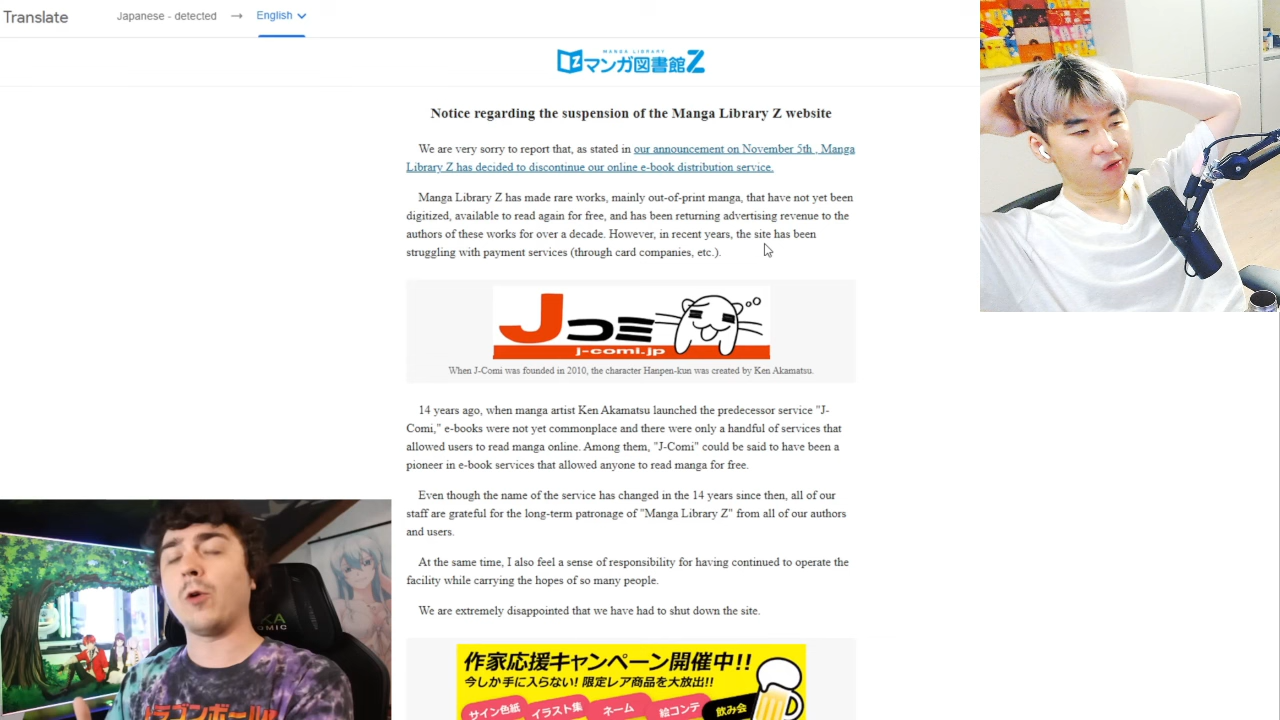 Translate
Japanese - detected → English
MANGA LIBRARY
マンガ図書館Z
Notice regarding the suspension of the Manga Library Z website
We are very sorry to report that, as stated in our announcement on November 5th , Manga
Library Z has decided to discontinue our online e-book distribution service.
Manga Library Z has made rare works, mainly out-of-print manga, that have not yet been
digitized, available to read again for free, and has been returning advertising revenue to the
authors of these works for over a decade. However, in recent years, the site has been
struggling with payment services (through card companies, etc.).
Jコミ
j-comi.jp
When J-Comi was founded in 2010, the character Hanpen-kun was created by Ken Akamatsu.
14 years ago, when manga artist Ken Akamatsu launched the predecessor service "J-
Comi," e-books were not yet commonplace and there were only a handful of services that
allowed users to read manga online. Among them, "J-Comi" could be said to have been a
pioneer in e-book services that allowed anyone to read manga for free.
Even though the name of the service has changed in the 14 years since then, all of our
staff are grateful for the long-term patronage of "Manga Library Z" from all of our authors
and users.
At the same time, I also feel a sense of responsibility for having continued to operate the
facility while carrying the hopes of so many people.
We are extremely disappointed that we have had to shut down the site.
作家応援キャンペーン開催中!!
今しか手に入らない! 限定レア商品を大放出!!
サイン色紙 イラスト集 ネーム 絵コンテ 飲み会